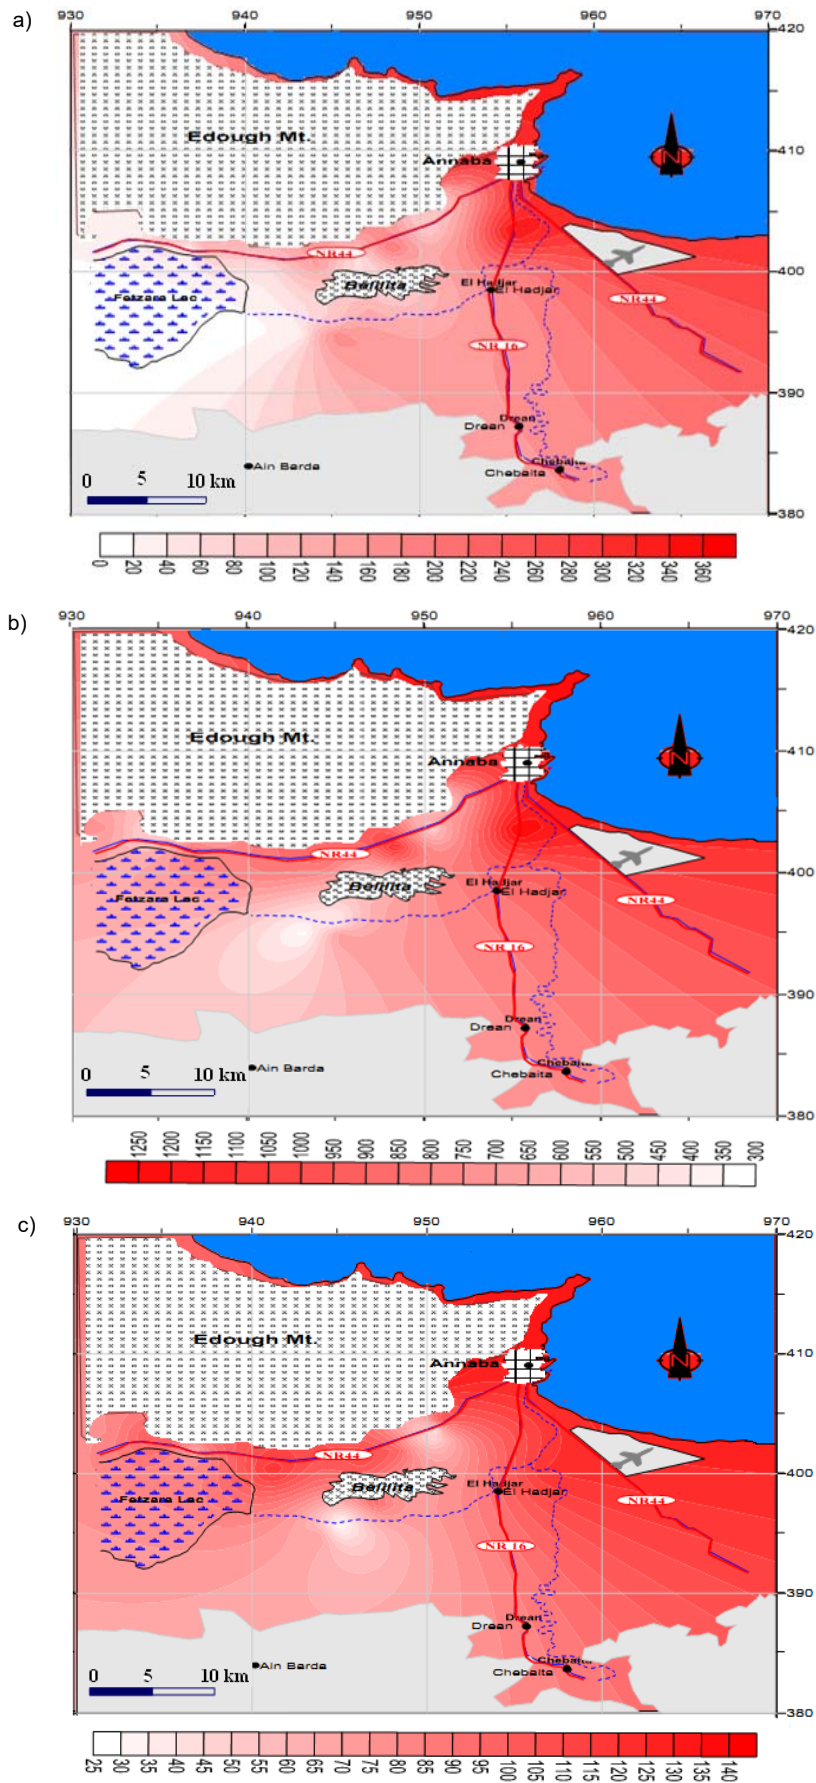 a)
930 940 950 960 970
420
Edough Mt.
Annaba
410
N
NR44
400
Belilita
Fetzara Lac
El Hadjar
El Hadjar
NR44
NR 16
390
Drean
Drean
Chebaita
Chebaita
Ain Barda
0 5 10 km
380
0 20 40 60 80 100 120 140 160 180 200 220 240 260 280 300 320 340 360
b)
930 940 950 960 970
420
Edough Mt.
Annaba
410
N
NR44
400
Belilita
Fetzara Lac
El Hadjar
El Hadjar
NR44
NR 16
390
Drean
Drean
Chebaita
Chebaita
Ain Barda
0 5 10 km
380
1250 1200 1150 1100 1050 1000 950 900 850 800 750 700 650 600 550 500 450 400 350 300
c)
930 940 950 960 970
420
Edough Mt.
Annaba
410
N
NR44
400
Belilita
Fetzara Lac
El Hadjar
El Hadjar
NR44
NR 16
390
Drean
Drean
Chebaita
Chebaita
Ain Barda
0 5 10 km
380
25 30 35 40 45 50 55 60 65 70 75 80 85 90 95 100 105 110 115 120 125 130 135 140